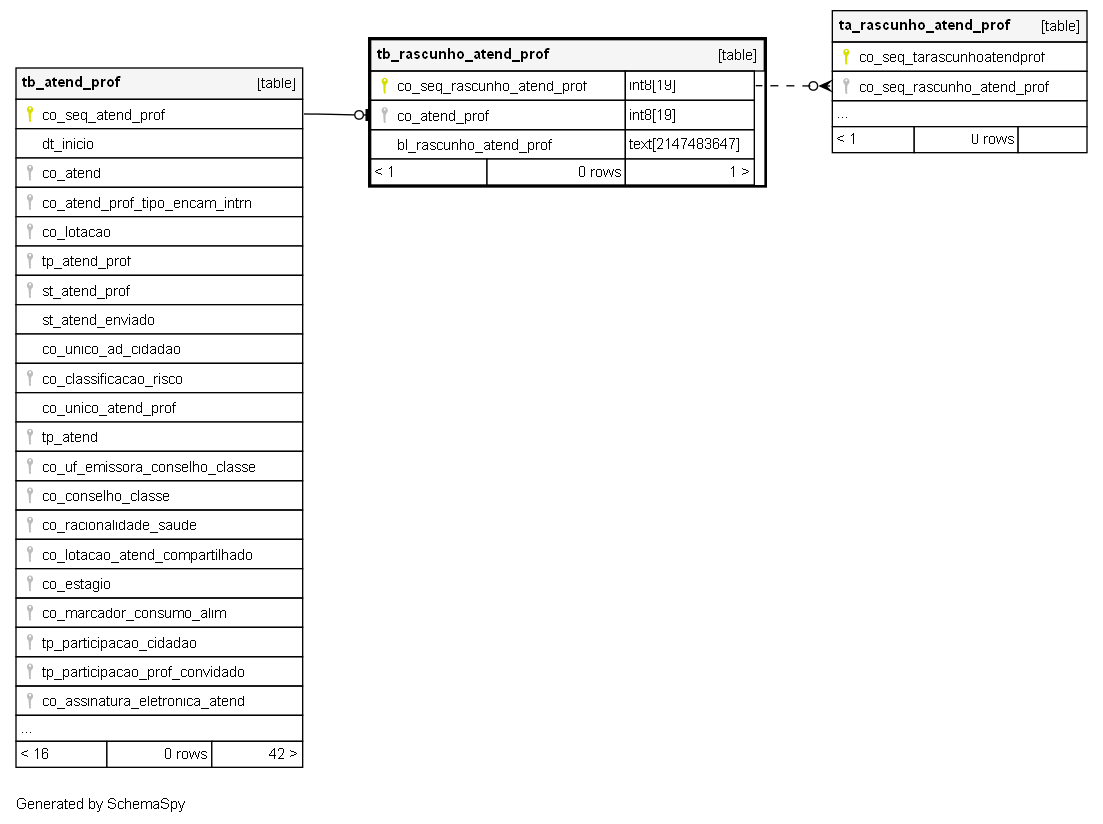 tb_atend_prof [table]
co_seq_atend_prof
dt_inicio
co_atend
co_atend_prof_tipo_encam_intrn
co_lotacao
tp_atend_prof
st_atend_prof
st_atend_enviado
co_unico_ad_cidadao
co_classificacao_risco
co_unico_atend_prof
tp_atend
co_uf_emissora_conselho_classe
co_conselho_classe
co_racionalidade_saude
co_lotacao_atend_compartilhado
co_estagio
co_marcador_consumo_alim
tp_participacao_cidadao
tp_participacao_prof_convidado
co_assinatura_eletronica_atend
...
< 16 0 rows 42 >
tb_rascunho_atend_prof [table]
co_seq_rascunho_atend_prof int8[19]
co_atend_prof int8[19]
bl_rascunho_atend_prof text[2147483647]
< 1 0 rows 1 >
ta_rascunho_atend_prof [table]
co_seq_tarascunhoatendprof
co_seq_rascunho_atend_prof
...
< 1 0 rows
Generated by SchemaSpy